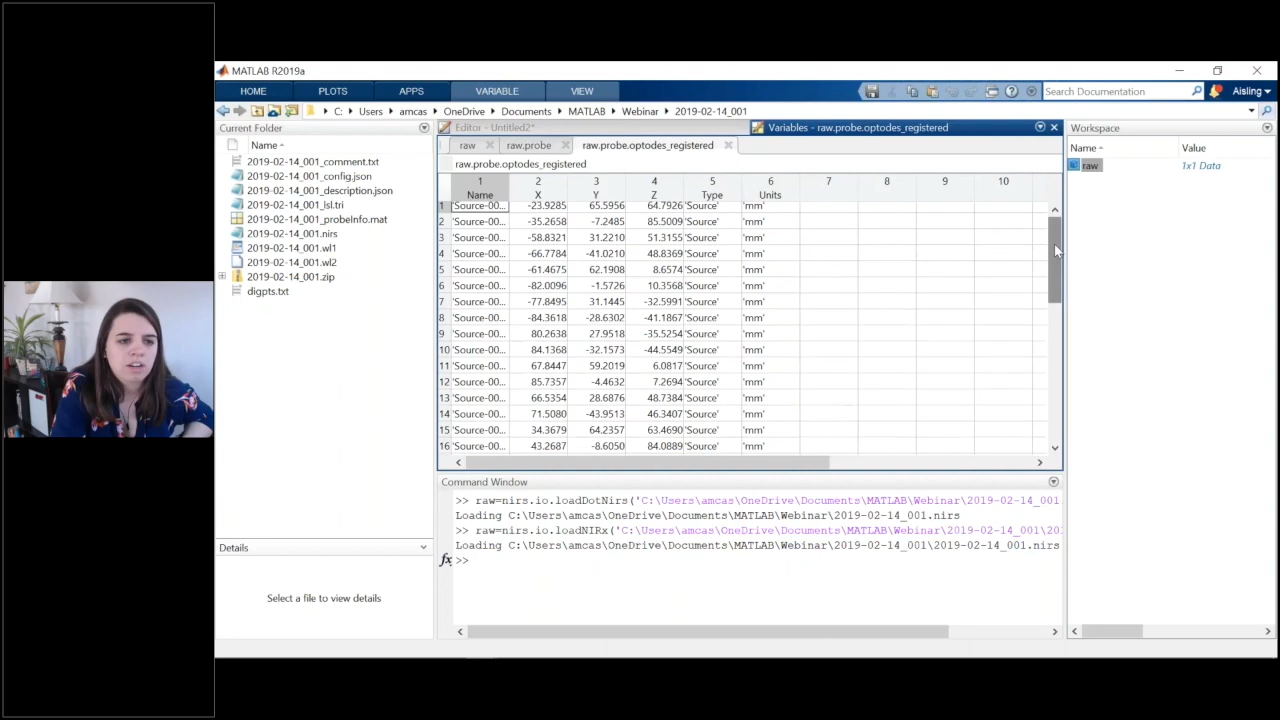 MATLAB R2019a
HOME PLOTS APPS VARIABLE VIEW Search Documentation Aisling
C: Users amcas OneDrive Documents MATLAB Webinar 2019-02-14_001
Current Folder
Name
2019-02-14_001_comment.txt
2019-02-14_001_config.json
2019-02-14_001_description.json
2019-02-14_001_lsl.tri
2019-02-14_001_probeInfo.mat
2019-02-14_001.nirs
2019-02-14_001.wl1
2019-02-14_001.wl2
2019-02-14_001.zip
digpts.txt
Details
Select a file to view details
Editor - Untitled2* Variables - raw.probe.optodes_registered
raw raw.probe raw.probe.optodes_registered
raw.probe.optodes_registered
1 2 3 4 5 6 7 8 9 10
Name X Y Z Type Units
1 'Source-00... -23.9285 65.5956 64.7926 'Source' 'mm'
2 'Source-00... -35.2658 -7.2485 85.5009 'Source' 'mm'
3 'Source-00... -58.8321 31.2210 51.3155 'Source' 'mm'
4 'Source-00... -66.7784 -41.0210 48.8369 'Source' 'mm'
5 'Source-00... -61.4675 62.1908 8.6574 'Source' 'mm'
6 'Source-00... -82.0096 -1.5726 10.3568 'Source' 'mm'
7 'Source-00... -77.8495 31.1445 -32.5991 'Source' 'mm'
8 'Source-00... -84.3618 -28.6302 -41.1867 'Source' 'mm'
9 'Source-00... 80.2638 27.9518 -35.5254 'Source' 'mm'
10 'Source-00... 84.1368 -32.1573 -44.5549 'Source' 'mm'
11 'Source-00... 67.8447 59.2019 6.0817 'Source' 'mm'
12 'Source-00... 85.7357 -4.4632 7.2694 'Source' 'mm'
13 'Source-00... 66.5354 28.6876 48.7384 'Source' 'mm'
14 'Source-00... 71.5080 -43.9513 46.3407 'Source' 'mm'
15 'Source-00... 34.3679 64.2357 63.4690 'Source' 'mm'
16 'Source-00... 43.2687 -8.6050 84.0889 'Source' 'mm'
Command Window
>> raw=nirs.io.loadDotNirs('C:\Users\amcas\OneDrive\Documents\MATLAB\Webinar\2019-02-14_001
Loading C:\Users\amcas\OneDrive\Documents\MATLAB\Webinar\2019-02-14_001.nirs
>> raw=nirs.io.loadNIRx('C:\Users\amcas\OneDrive\Documents\MATLAB\Webinar\2019-02-14_001\20
Loading C:\Users\amcas\OneDrive\Documents\MATLAB\Webinar\2019-02-14_001\2019-02-14_001.nirs
fx >>
Workspace
Name Value
raw 1x1 Data